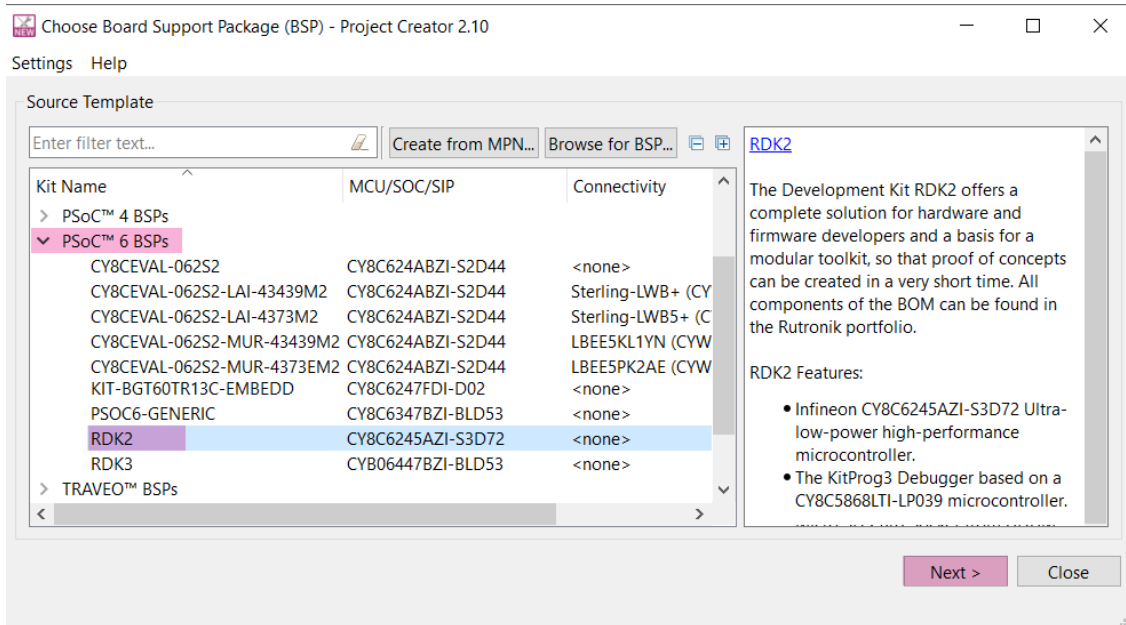 Choose Board Support Package (BSP) - Project Creator 2.10
Settings Help
Source Template
Enter filter text... Create from MPN... Browse for BSP...
Kit Name MCU/SOC/SIP Connectivity
PSoC™ 4 BSPs
PSoC™ 6 BSPs
CY8CEVAL-062S2 CY8C624ABZI-S2D44 <none>
CY8CEVAL-062S2-LAI-43439M2 CY8C624ABZI-S2D44 Sterling-LWB+ (CY
CY8CEVAL-062S2-LAI-4373M2 CY8C624ABZI-S2D44 Sterling-LWB5+ (C
CY8CEVAL-062S2-MUR-43439M2 CY8C624ABZI-S2D44 LBEE5KL1YN (CYW
CY8CEVAL-062S2-MUR-4373EM2 CY8C624ABZI-S2D44 LBEE5PK2AE (CYW
KIT-BGT60TR13C-EMBEDD CY8C6247FDI-D02 <none>
PSOC6-GENERIC CY8C6347BZI-BLD53 <none>
RDK2 CY8C6245AZI-S3D72 <none>
RDK3 CYB06447BZI-BLD53 <none>
TRAVEO™ BSPs
RDK2
The Development Kit RDK2 offers a
complete solution for hardware and
firmware developers and a basis for a
modular toolkit, so that proof of concepts
can be created in a very short time. All
components of the BOM can be found in
the Rutronik portfolio.
RDK2 Features:
• Infineon CY8C6245AZI-S3D72 Ultra-
low-power high-performance
microcontroller.
• The KitProg3 Debugger based on a
CY8C5868LTI-LP039 microcontroller.
Next > Close